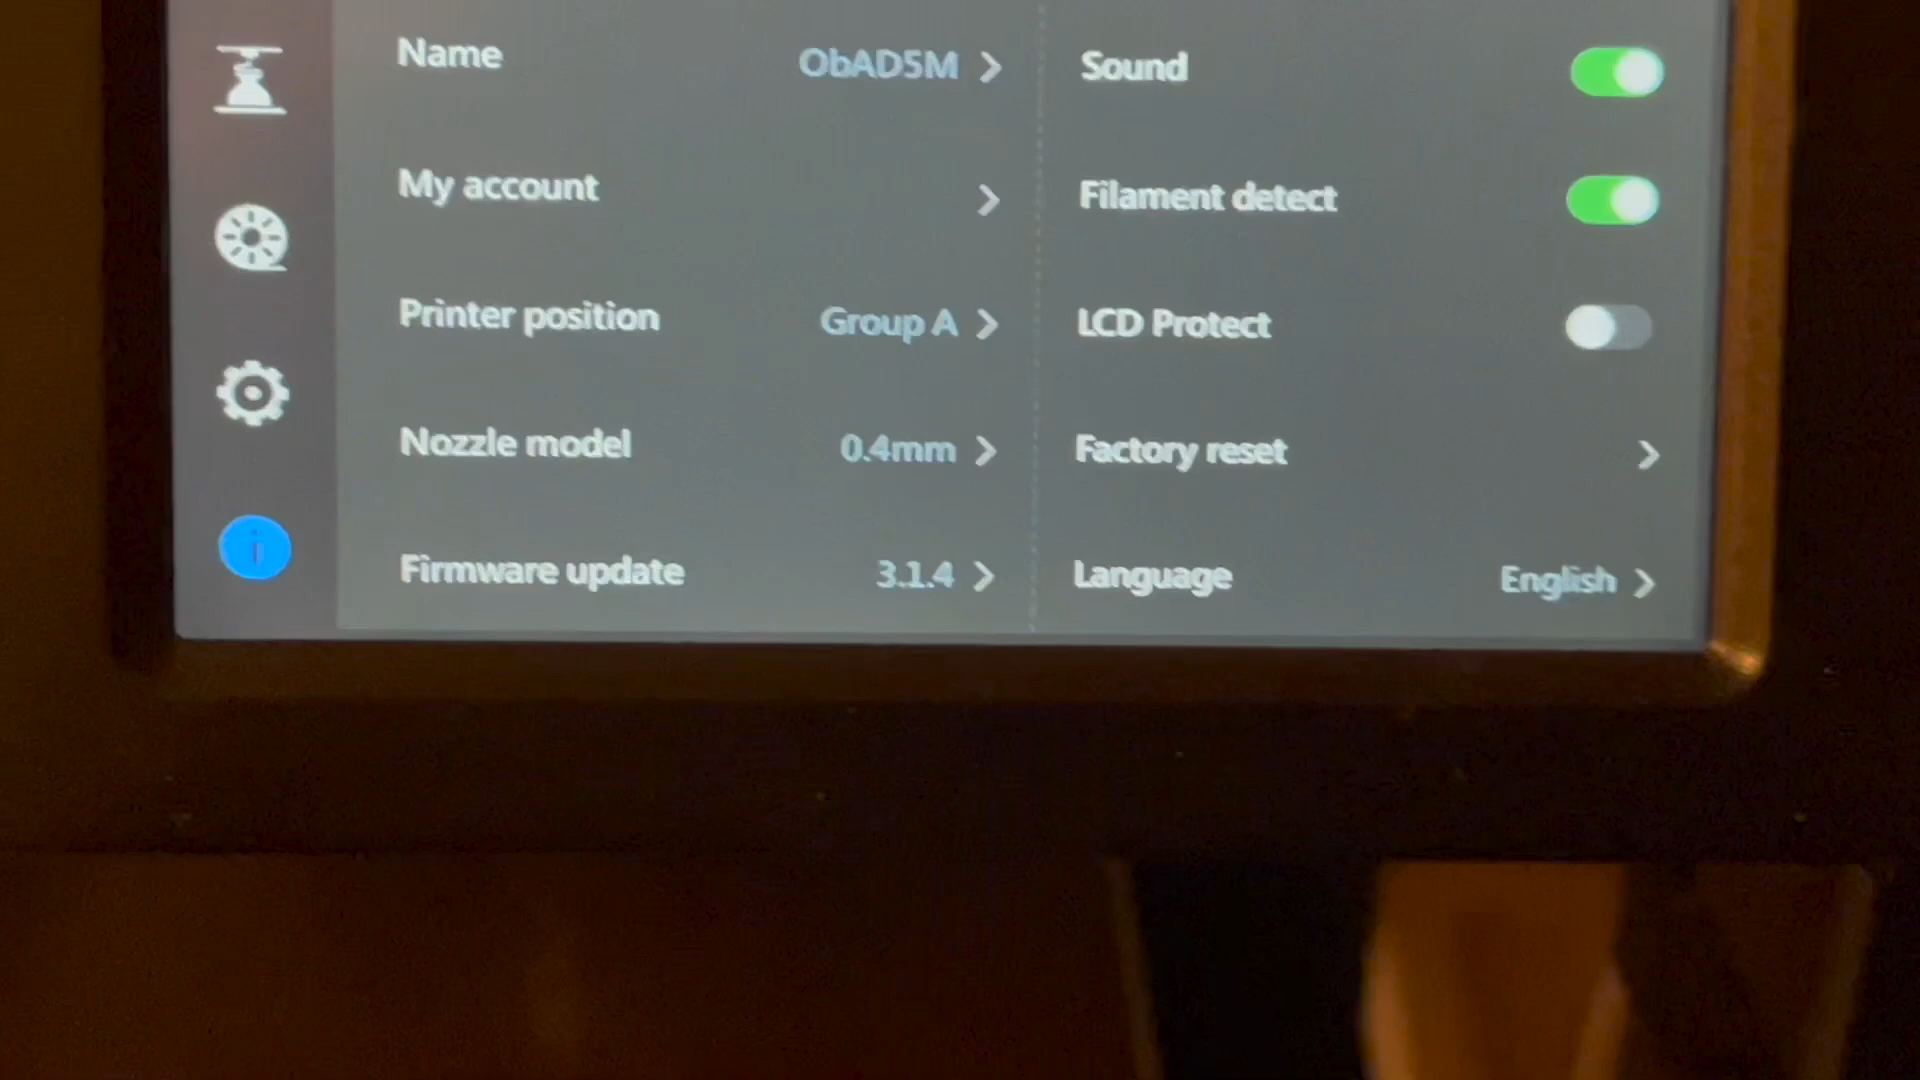 Name ObAD5M
My account
Printer position Group A
Nozzle model 0.4mm
Firmware update 3.1.4
Sound
Filament detect
LCD Protect
Factory reset
Language English